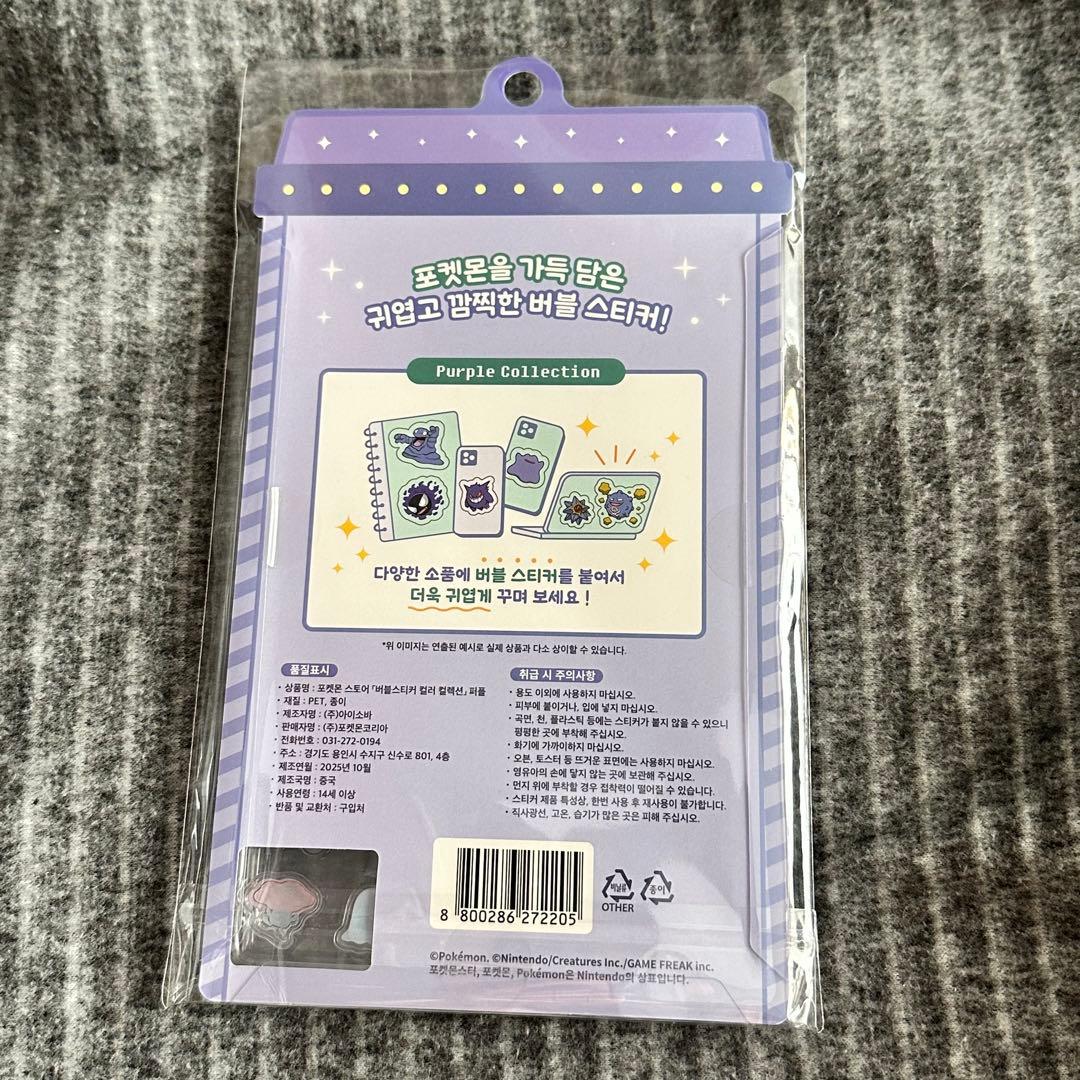 포켓몬을 가득 담은
귀엽고 깜찍한 버블 스티커!
Purple Collection
다양한 소품에 버블 스티커를 붙여서
더욱 귀엽게 꾸며 보세요 !
*위 이미지는 연출된 예시로 실제 상품과 다소 상이할 수 있습니다.
품질표시
· 상품명 : 포켓몬 스토어 「버블스티커 컬러 컬렉션」 퍼플
· 재질 : PET, 종이
· 제조자명 : (주)아이소바
· 판매자명 : (주)포켓몬코리아
· 전화번호 : 031-272-0194
· 주소 : 경기도 용인시 수지구 신수로 801, 4층
· 제조연월 : 2025년 10월
· 제조국명 : 중국
· 사용연령 : 14세 이상
· 반품 및 교환처 : 구입처
취급 시 주의사항
· 용도 이외에 사용하지 마십시오.
· 피부에 붙이거나, 입에 넣지 마십시오.
· 곡면, 천, 플라스틱 등에는 스티커가 붙지 않을 수 있으니
평평한 곳에 부착해 주십시오.
· 화기에 가까이하지 마십시오.
· 오븐, 토스터 등 뜨거운 표면에는 사용하지 마십시오.
· 영유아의 손에 닿지 않는 곳에 보관해 주십시오.
· 먼지 위에 부착할 경우 접착력이 떨어질 수 있습니다.
· 스티커 제품 특성상, 한번 사용 후 재사용이 불가합니다.
· 직사광선, 고온, 습기가 많은 곳은 피해 주십시오.
8 800286 272205
비닐류
OTHER
종이
©Pokémon. ©Nintendo/Creatures Inc./GAME FREAK inc.
포켓몬스터, 포켓몬, Pokémon은 Nintendo의 상표입니다.